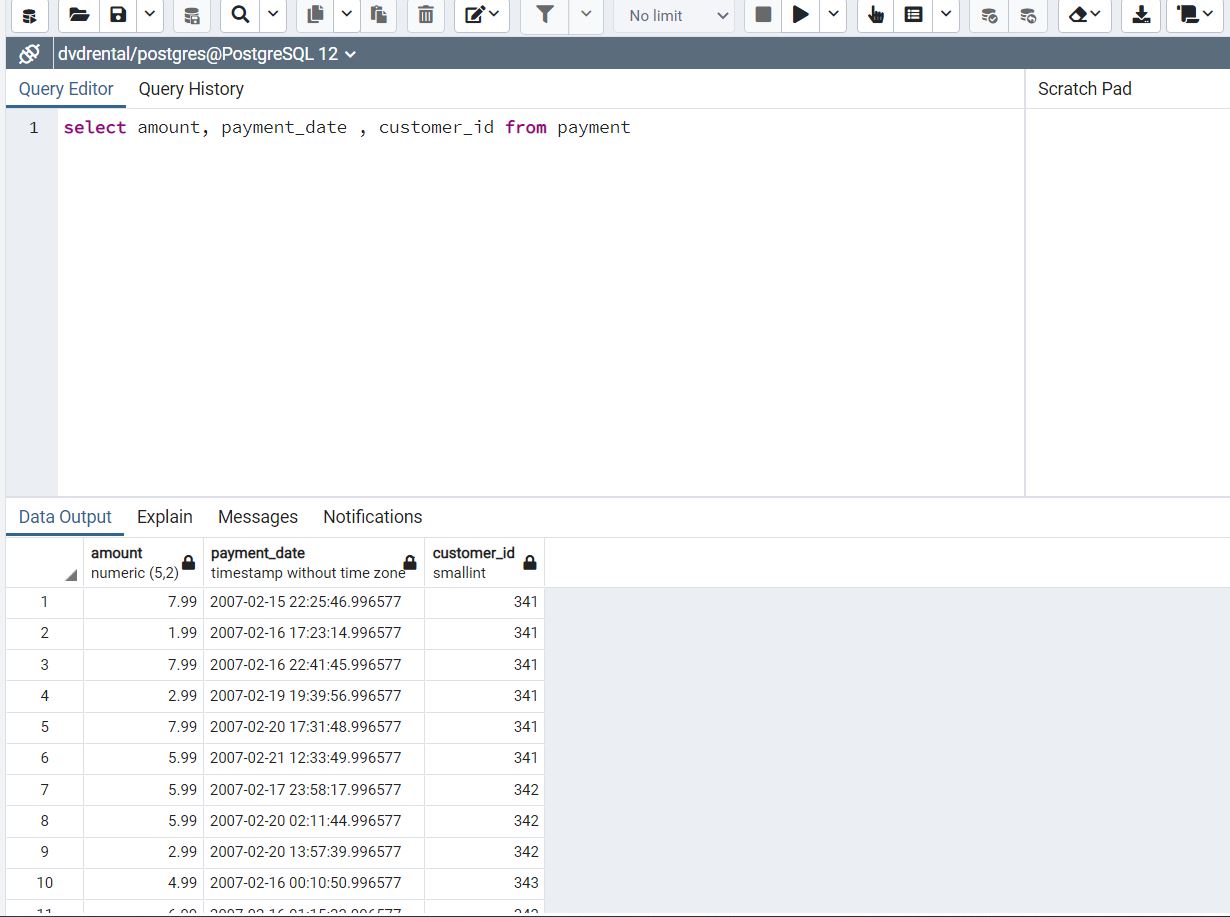 No limit
dvdrental/postgres@PostgreSQL 12
Query Editor Query History Scratch Pad
1 select amount, payment_date , customer_id from payment
Data Output Explain Messages Notifications
amount payment_date customer_id
numeric (5,2) timestamp without time zone smallint
1 7.99 2007-02-15 22:25:46.996577 341
2 1.99 2007-02-16 17:23:14.996577 341
3 7.99 2007-02-16 22:41:45.996577 341
4 2.99 2007-02-19 19:39:56.996577 341
5 7.99 2007-02-20 17:31:48.996577 341
6 5.99 2007-02-21 12:33:49.996577 341
7 5.99 2007-02-17 23:58:17.996577 342
8 5.99 2007-02-20 02:11:44.996577 342
9 2.99 2007-02-20 13:57:39.996577 342
10 4.99 2007-02-16 00:10:50.996577 343